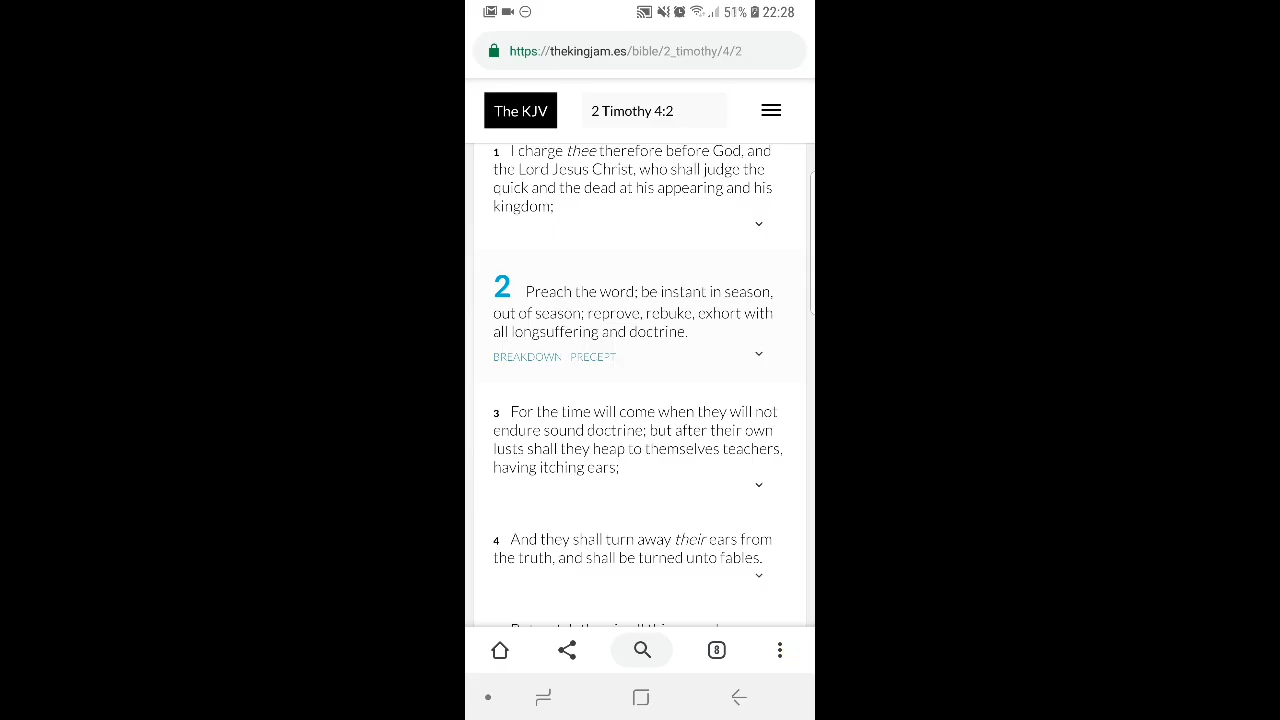 51% 22:28
https://thekingjam.es/bible/2_timothy/4/2
The KJV 2 Timothy 4:2
1 I charge thee therefore before God, and
the Lord Jesus Christ, who shall judge the
quick and the dead at his appearing and his
kingdom;
2 Preach the word; be instant in season,
out of season; reprove, rebuke, exhort with
all longsuffering and doctrine.
BREAKDOWN PRECEPT
3 For the time will come when they will not
endure sound doctrine; but after their own
lusts shall they heap to themselves teachers,
having itching ears;
4 And they shall turn away their ears from
the truth, and shall be turned unto fables.
8